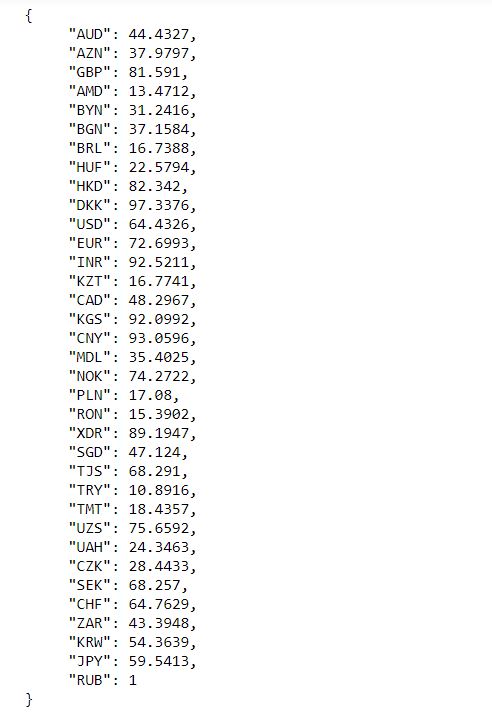 {
"AUD": 44.4327,
"AZN": 37.9797,
"GBP": 81.591,
"AMD": 13.4712,
"BYN": 31.2416,
"BGN": 37.1584,
"BRL": 16.7388,
"HUF": 22.5794,
"HKD": 82.342,
"DKK": 97.3376,
"USD": 64.4326,
"EUR": 72.6993,
"INR": 92.5211,
"KZT": 16.7741,
"CAD": 48.2967,
"KGS": 92.0992,
"CNY": 93.0596,
"MDL": 35.4025,
"NOK": 74.2722,
"PLN": 17.08,
"RON": 15.3902,
"XDR": 89.1947,
"SGD": 47.124,
"TJS": 68.291,
"TRY": 10.8916,
"TMT": 18.4357,
"UZS": 75.6592,
"UAH": 24.3463,
"CZK": 28.4433,
"SEK": 68.257,
"CHF": 64.7629,
"ZAR": 43.3948,
"KRW": 54.3639,
"JPY": 59.5413,
"RUB": 1
}